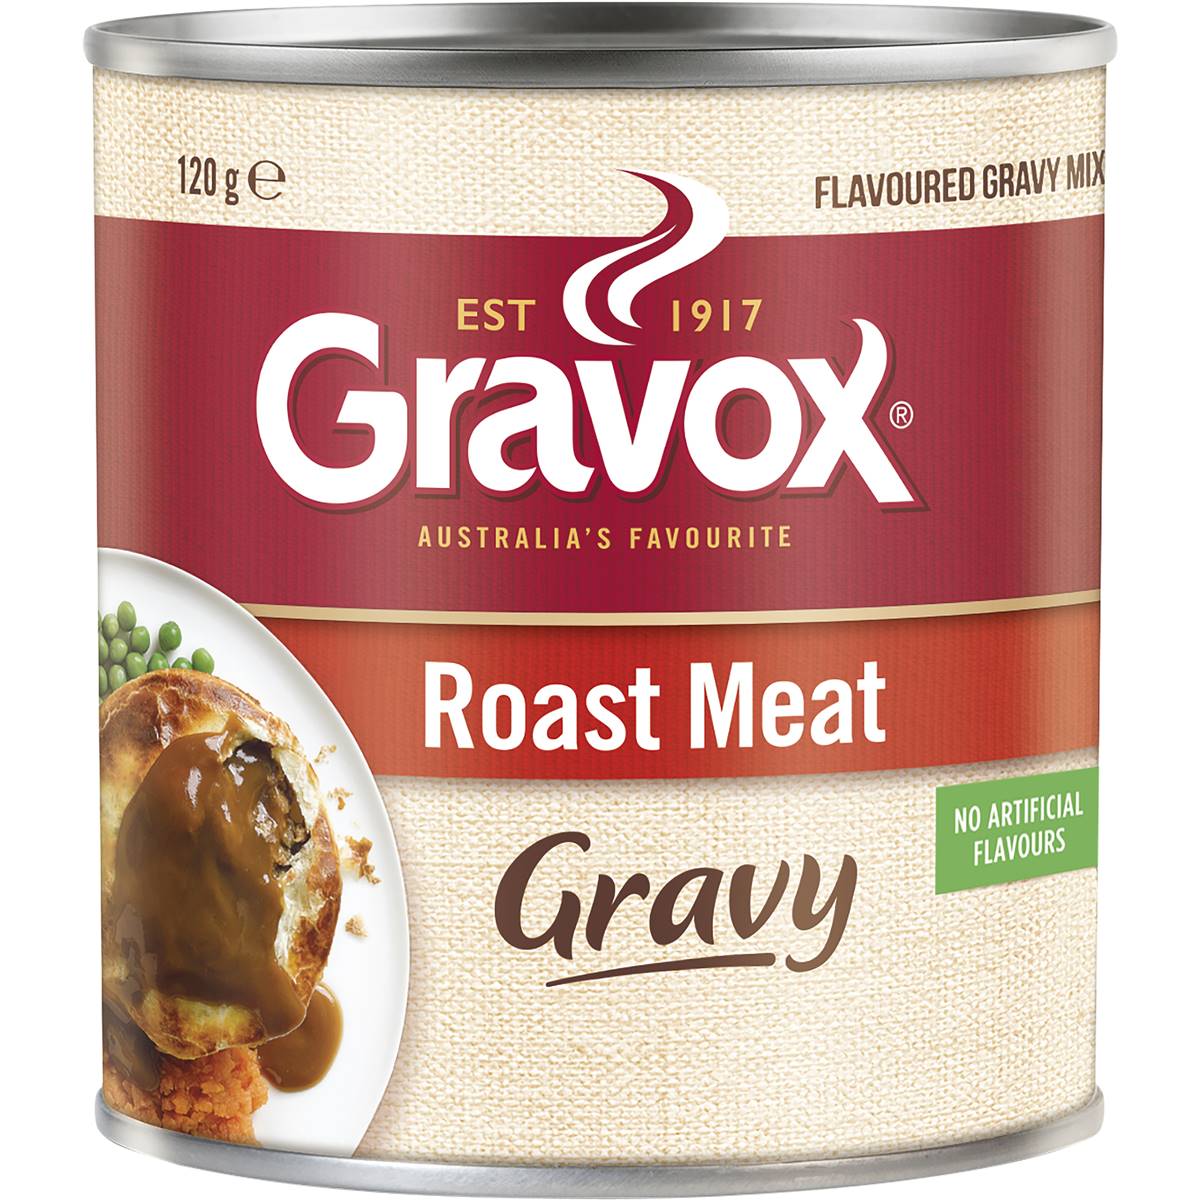 120 g ℮
FLAVOURED GRAVY MIX
EST 1917
Gravox®
AUSTRALIA'S FAVOURITE
Roast Meat
NO ARTIFICIAL
FLAVOURS
Gravy